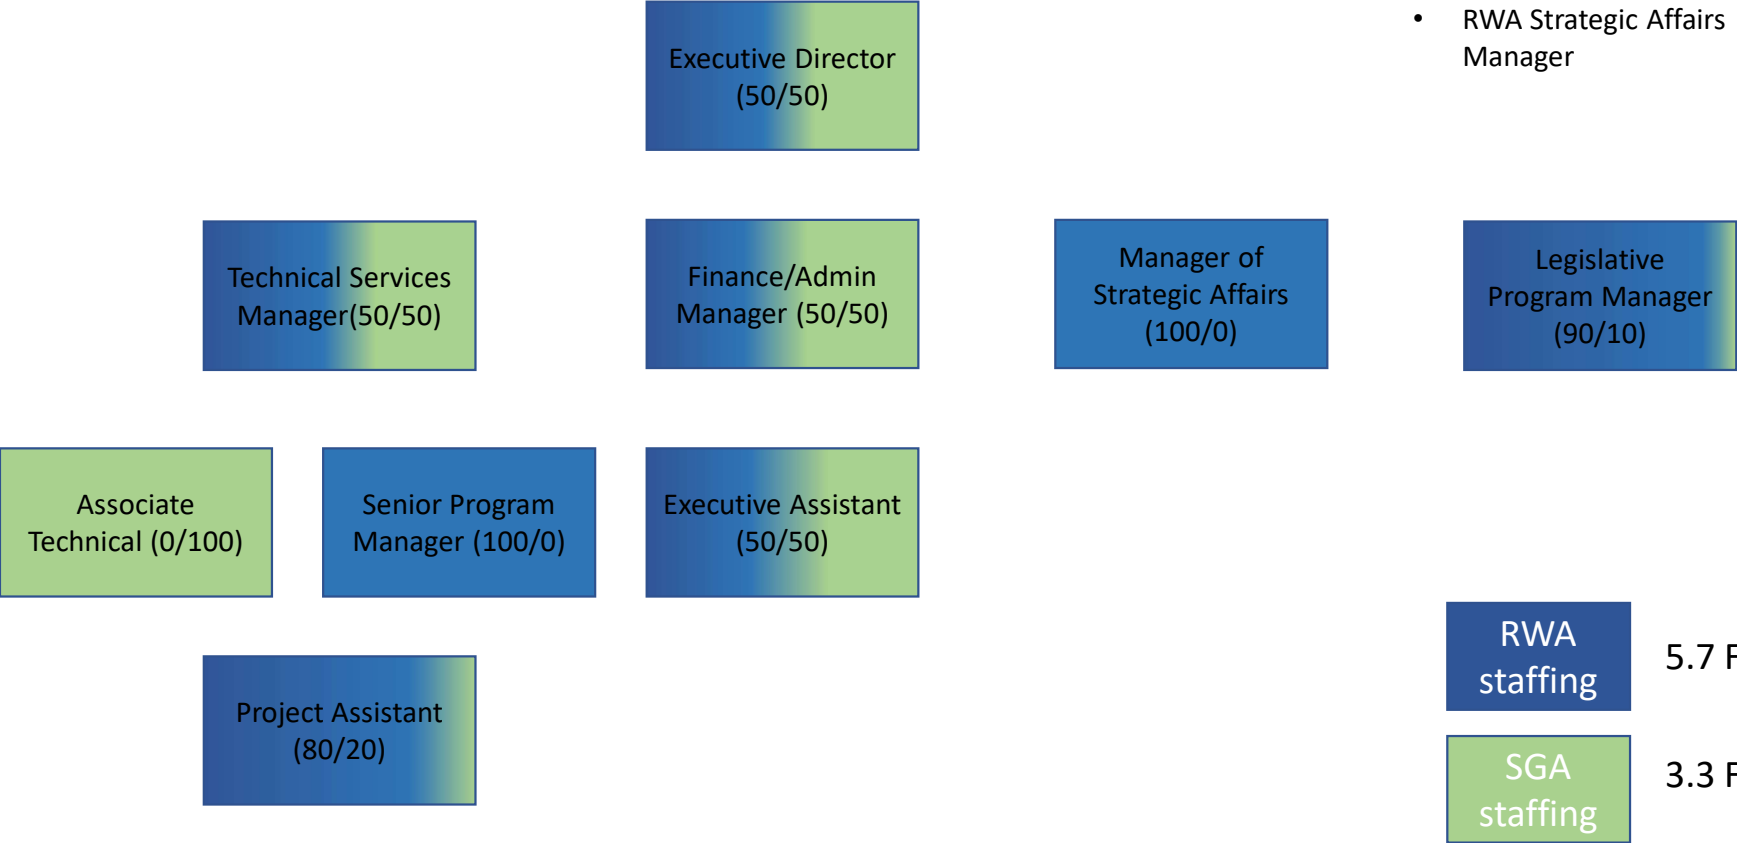 • RWA Strategic Affairs
Manager
Executive Director
(50/50)
Technical Services
Manager(50/50)
Finance/Admin
Manager (50/50)
Manager of
Strategic Affairs
(100/0)
Legislative
Program Manager
(90/10)
Associate
Technical (0/100)
Senior Program
Manager (100/0)
Executive Assistant
(50/50)
Project Assistant
(80/20)
RWA
staffing
5.7 F
SGA
staffing
3.3 F